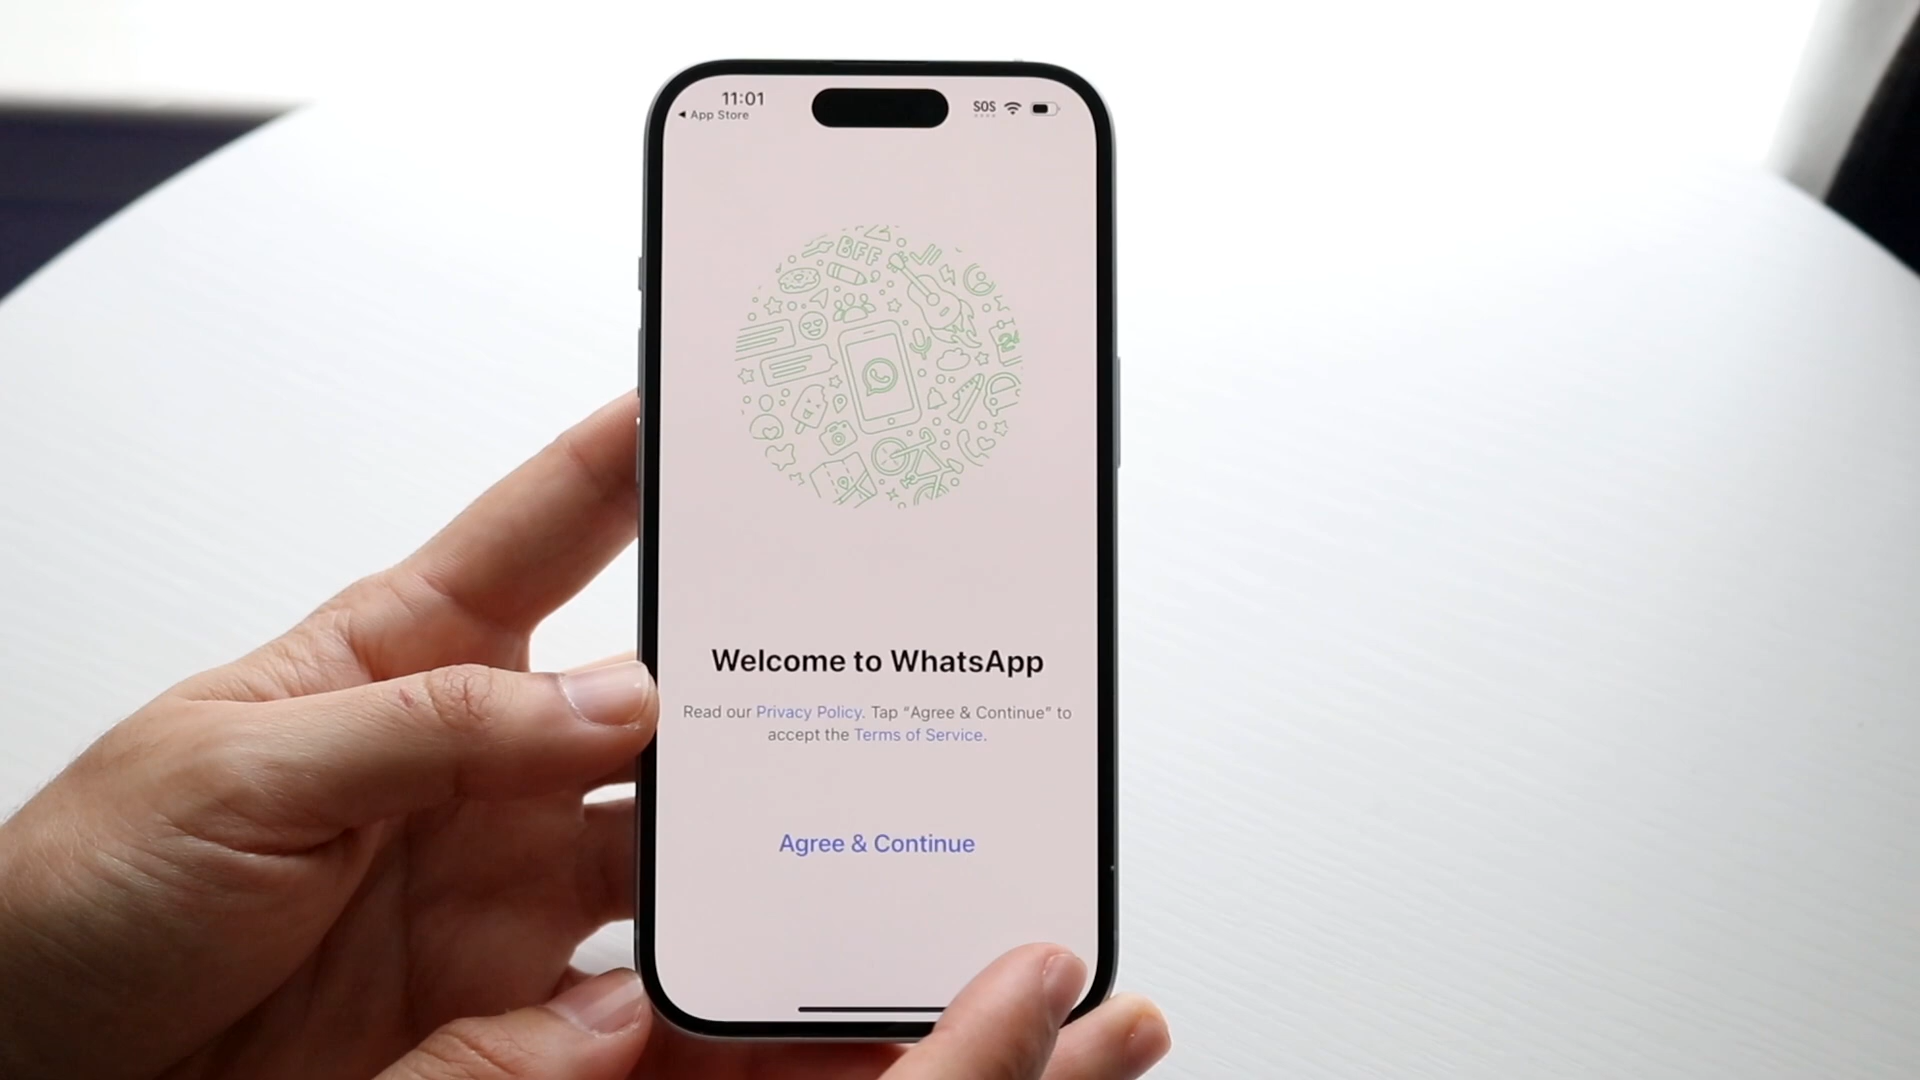 11:01
SOS
◀ App Store
BFF
Welcome to WhatsApp
Read our Privacy Policy. Tap “Agree & Continue” to
accept the Terms of Service.
Agree & Continue